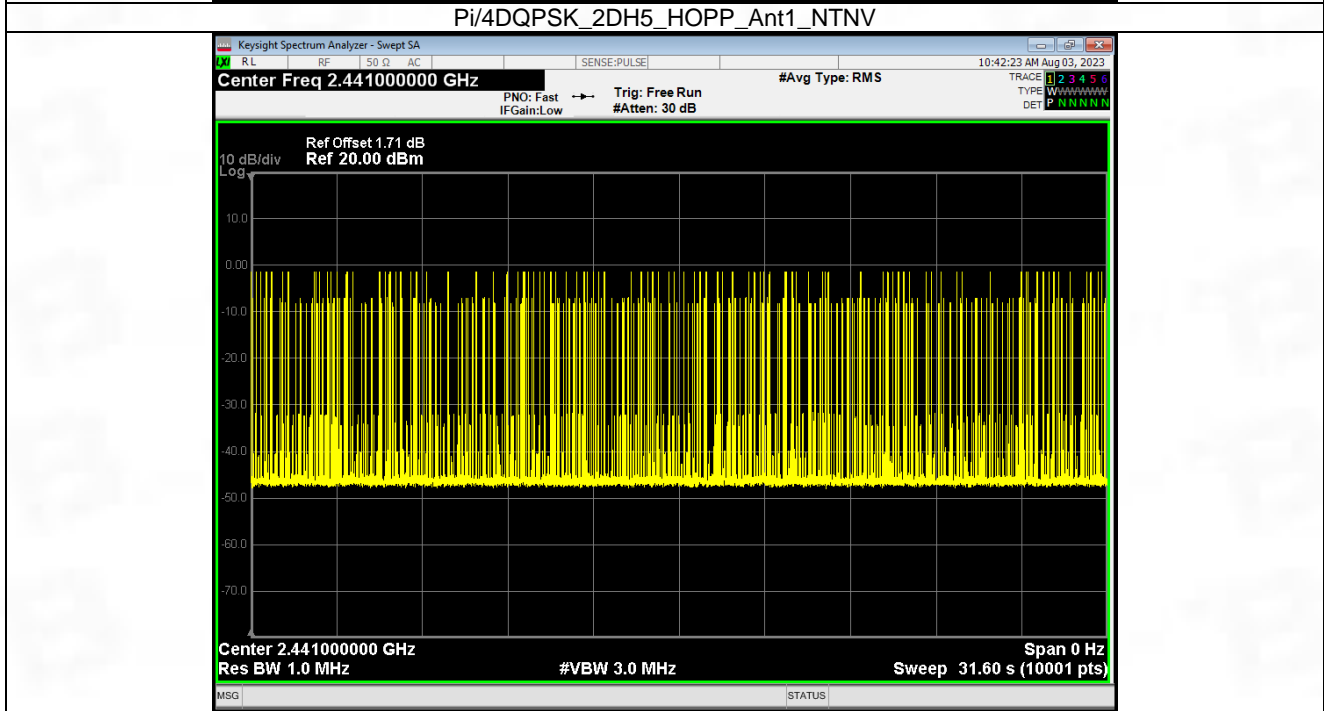 Pi/4DQPSK_2DH5_HOPP_Ant1_NTNV
Keysight Spectrum Analyzer - Swept SA
LXI RL RF 50 Ω AC SENSE:PULSE 10:42:23 AM Aug 03, 2023
Center Freq 2.441000000 GHz #Avg Type: RMS TRACE 1 2 3 4 5 6
PNO: Fast Trig: Free Run TYPE WWWWWW
IFGain:Low #Atten: 30 dB DET P N N N N N
Ref Offset 1.71 dB
10 dB/div Ref 20.00 dBm
Log
10.0
0.00
-10.0
-20.0
-30.0
-40.0
-50.0
-60.0
-70.0
Center 2.441000000 GHz Span 0 Hz
Res BW 1.0 MHz #VBW 3.0 MHz Sweep 31.60 s (10001 pts)
MSG STATUS